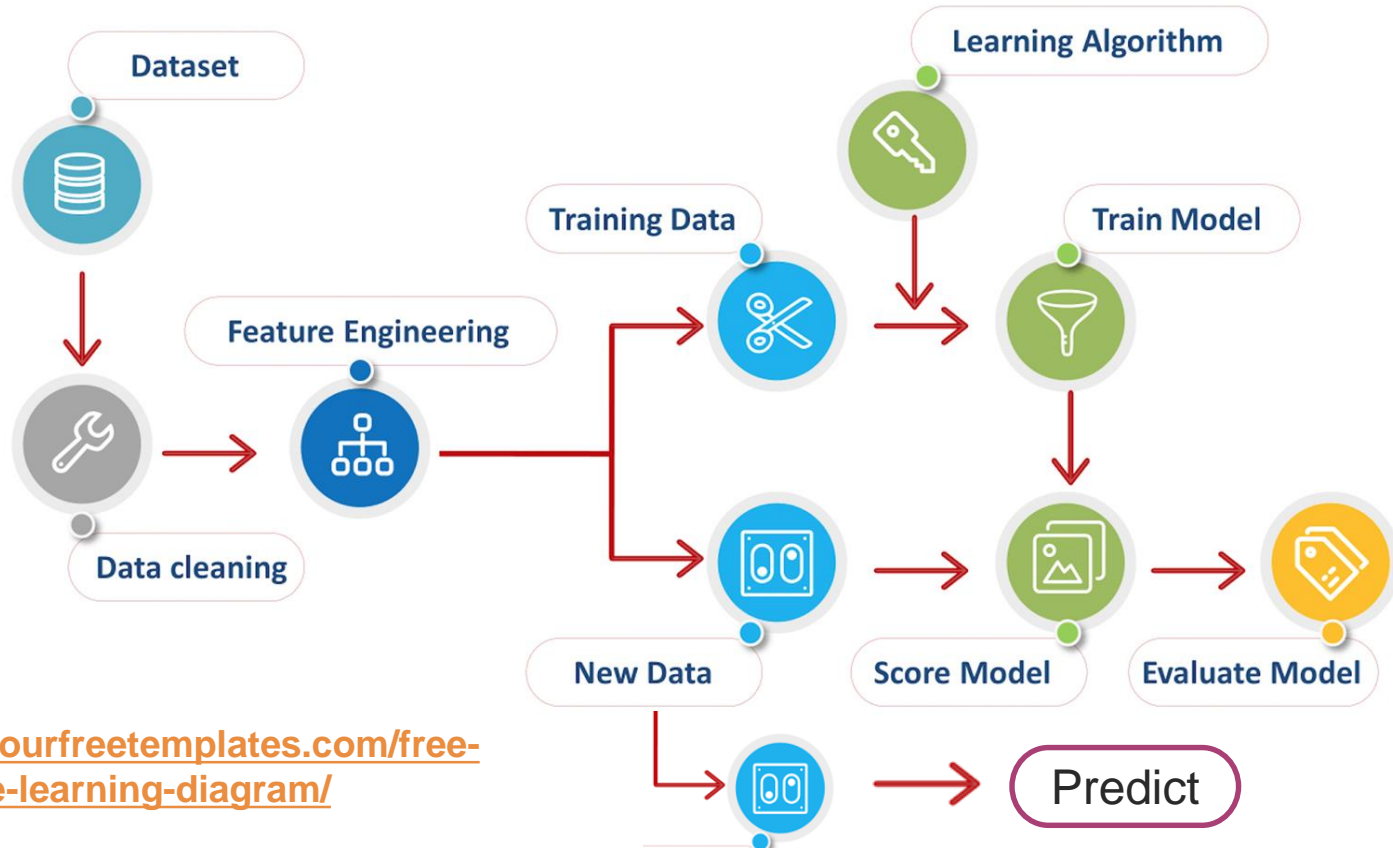 Learning Algorithm
Dataset
Training Data
Train Model
Feature Engineering
Data cleaning
New Data
Score Model
Evaluate Model
ourfreetemplates.com/free-
e-learning-diagram/
Predict